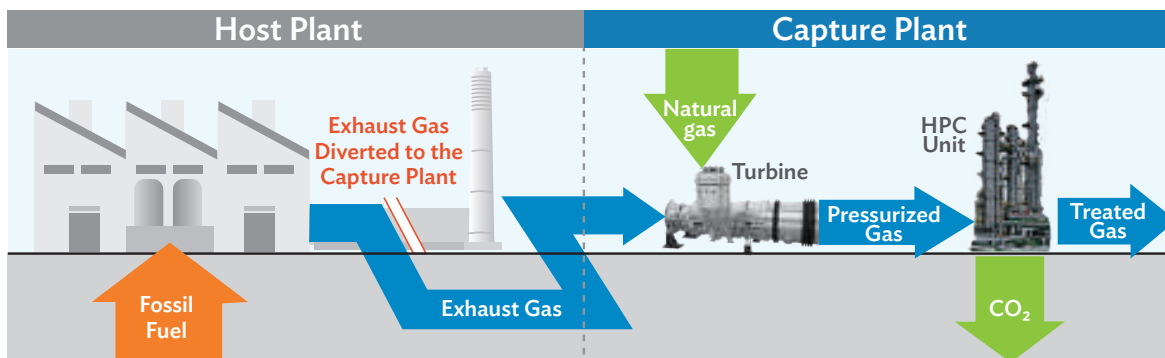 Host Plant
Capture Plant
Exhaust Gas
Diverted to the
Capture Plant
Natural
gas
Turbine
HPC
Unit
Pressurized
Gas
Treated
Gas
Fossil
Fuel
Exhaust Gas
CO₂